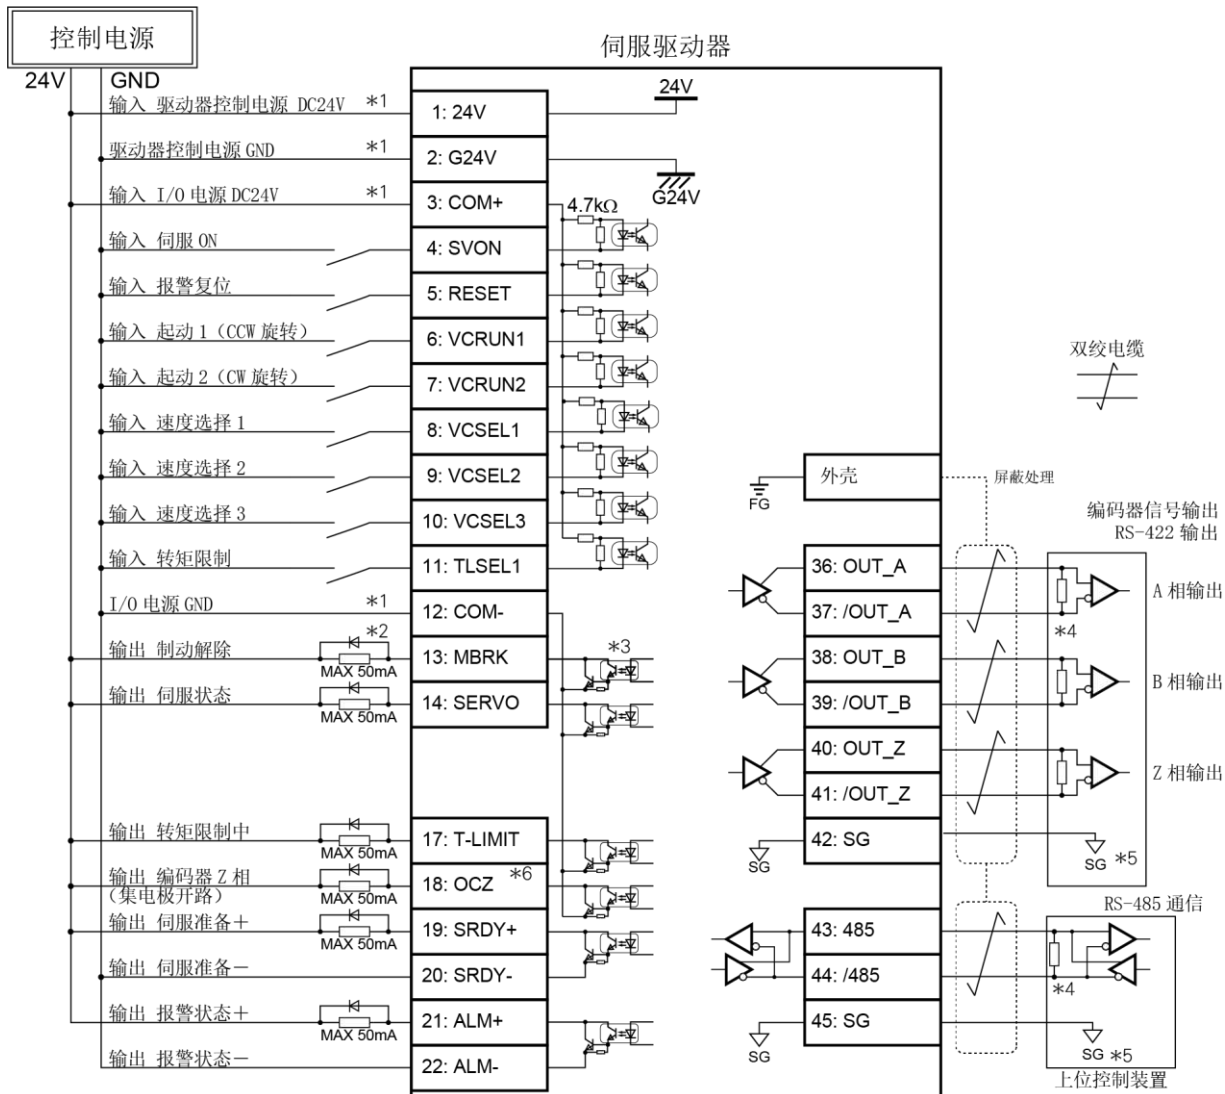 控制电源
伺服驱动器
24V
GND
24V
输入 驱动器控制电源 DC24V *1
1: 24V
驱动器控制电源 GND *1
2: G24V
G24V
输入 I/O 电源 DC24V *1
3: COM+
4.7kΩ
输入 伺服 ON
4: SVON
输入 报警复位
5: RESET
输入 起动 1（CCW 旋转）
6: VCRUN1
输入 起动 2（CW 旋转）
7: VCRUN2
输入 速度选择 1
8: VCSEL1
输入 速度选择 2
9: VCSEL2
输入 速度选择 3
10: VCSEL3
输入 转矩限制
11: TLSEL1
I/O 电源 GND *1
12: COM-
*2
输出 制动解除
MAX 50mA
13: MBRK
*3
输出 伺服状态
MAX 50mA
14: SERVO
输出 转矩限制中
MAX 50mA
17: T-LIMIT
输出 编码器 Z 相
（集电极开路）
MAX 50mA
18: OCZ *6
输出 伺服准备＋
MAX 50mA
19: SRDY+
输出 伺服准备－
20: SRDY-
输出 报警状态＋
MAX 50mA
21: ALM+
输出 报警状态－
22: ALM-
双绞电缆
外壳
FG
屏蔽处理
编码器信号输出
RS-422 输出
36: OUT_A
37: /OUT_A
*4
A 相输出
38: OUT_B
39: /OUT_B
B 相输出
40: OUT_Z
41: /OUT_Z
Z 相输出
42: SG
SG
SG *5
RS-485 通信
43: 485
44: /485
*4
45: SG
SG
SG *5
上位控制装置